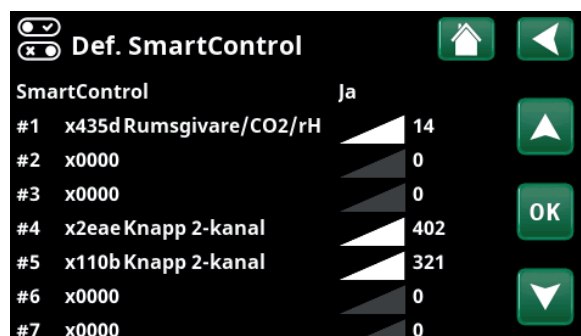 Def. SmartControl
SmartControl Ja
#1 x435d Rumsgivare/CO2/rH 14
#2 x0000 0
#3 x0000 0
#4 x2eae Knapp 2-kanal 402
OK
#5 x110b Knapp 2-kanal 321
#6 x0000 0
#7 x0000 0